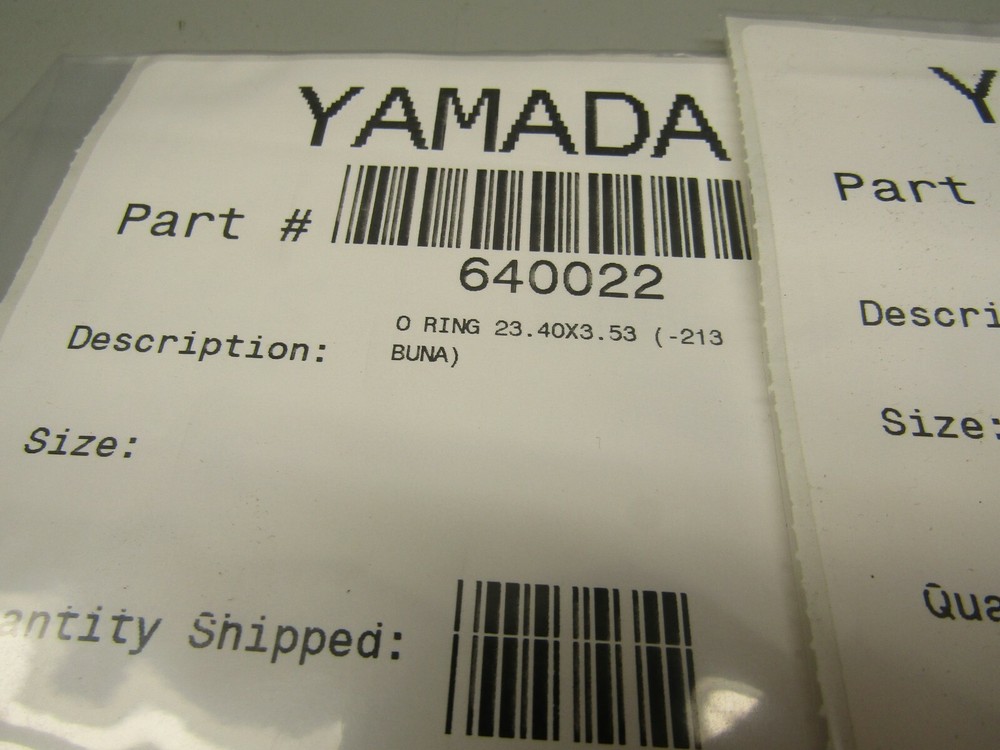 YAMADA
Part #
640022
Description: O RING 23.40X3.53 (-213
BUNA)
Size:
antity Shipped:
Y
Part
Descri
Size:
Qua